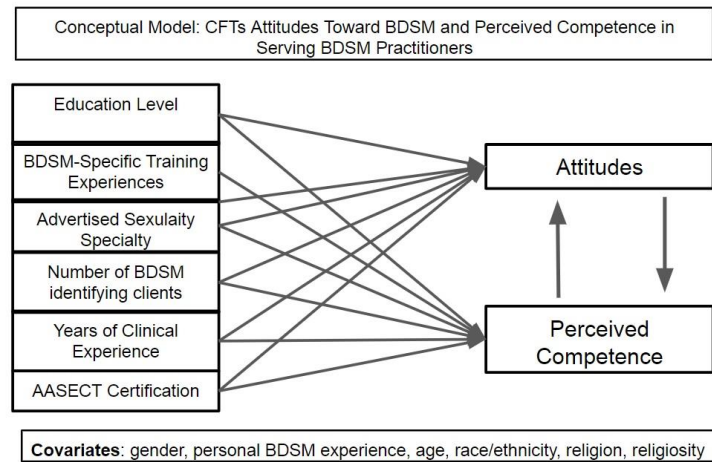 Conceptual Model: CFTs Attitudes Toward BDSM and Perceived Competence in
Serving BDSM Practitioners
Education Level
BDSM-Specific Training
Experiences
Advertised Sexulaity
Specialty
Number of BDSM
identifying clients
Years of Clinical
Experience
AASECT Certification
Attitudes
Perceived
Competence
Covariates: gender, personal BDSM experience, age, race/ethnicity, religion, religiosity